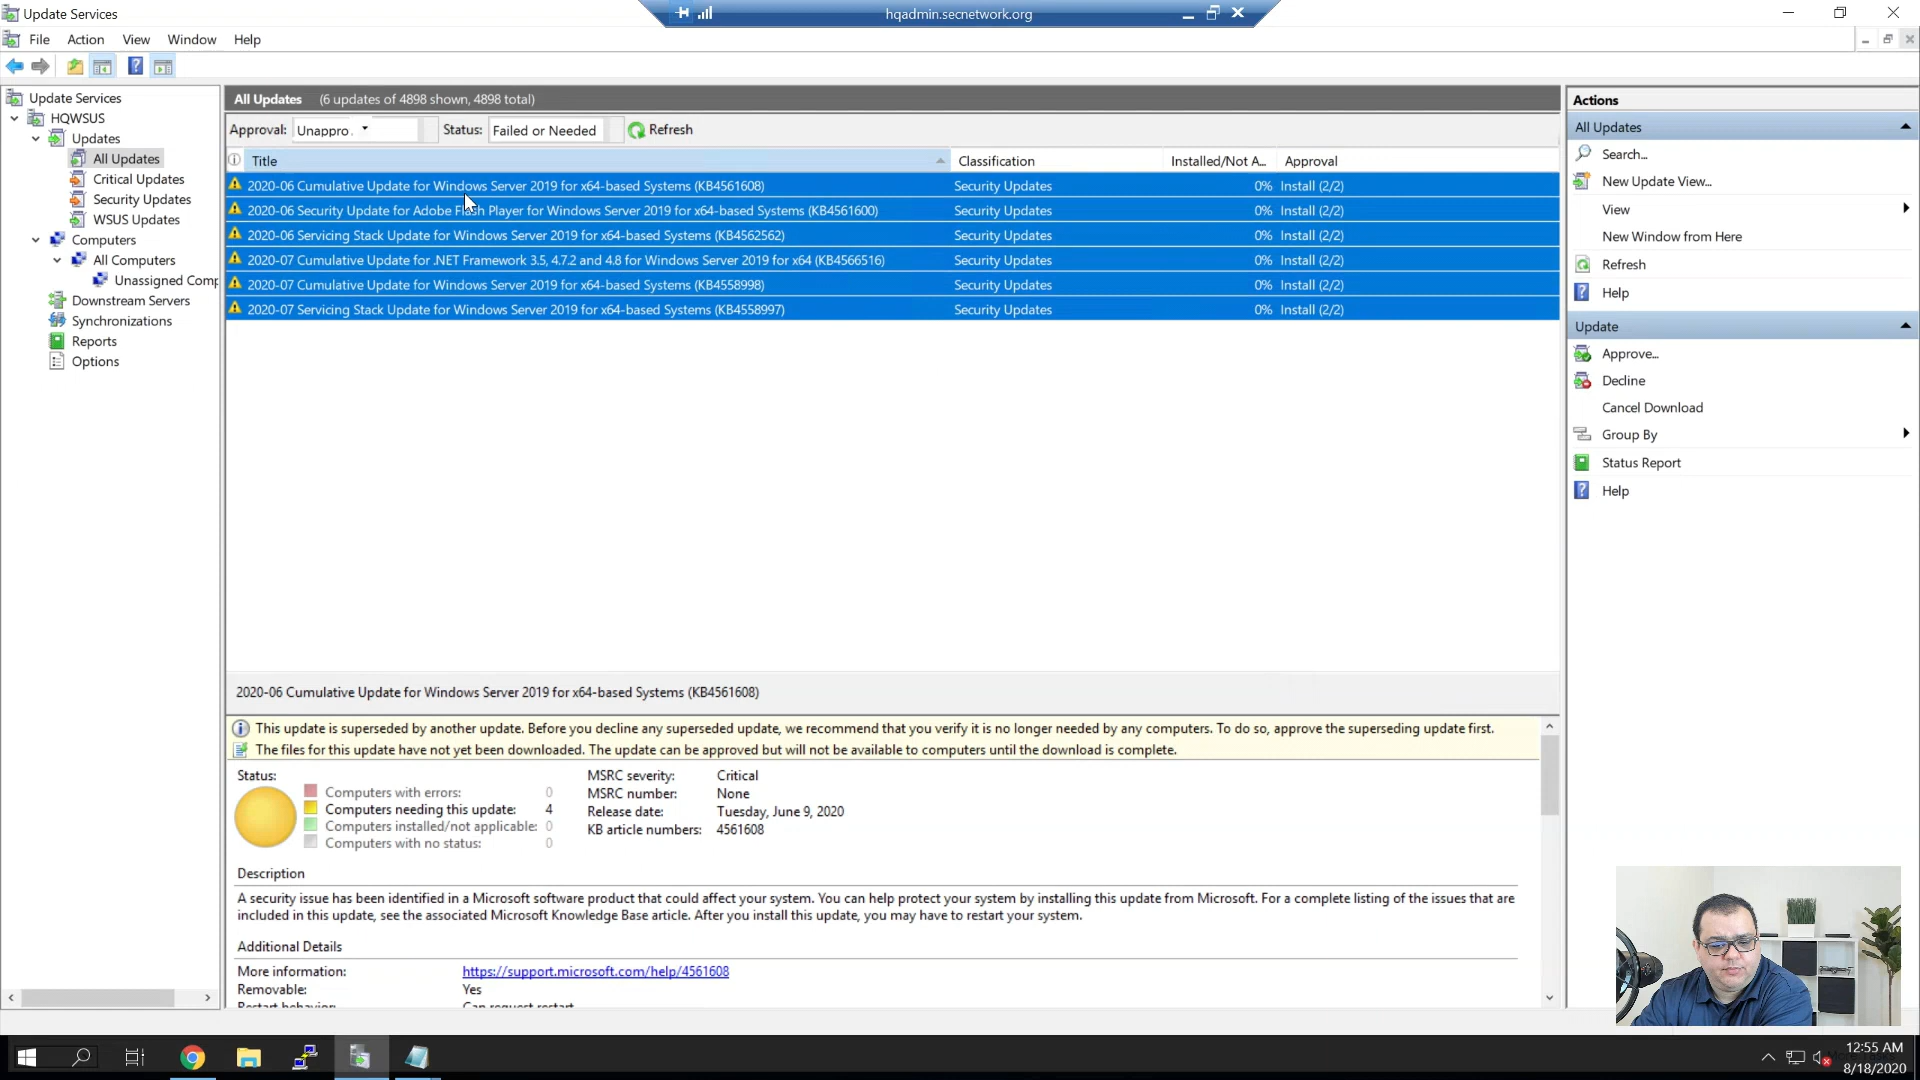 Update Services
hqadmin.secnetwork.org
File Action View Window Help
Update Services
HQWSUS
Updates
All Updates
Critical Updates
Security Updates
WSUS Updates
Computers
All Computers
Unassigned Comp
Downstream Servers
Synchronizations
Reports
Options
All Updates (6 updates of 4898 shown, 4898 total)
Approval: Unappro... Status: Failed or Needed Refresh
Title Classification Installed/Not A... Approval
2020-06 Cumulative Update for Windows Server 2019 for x64-based Systems (KB4561608) Security Updates 0% Install (2/2)
2020-06 Security Update for Adobe Flash Player for Windows Server 2019 for x64-based Systems (KB4561600) Security Updates 0% Install (2/2)
2020-06 Servicing Stack Update for Windows Server 2019 for x64-based Systems (KB4562562) Security Updates 0% Install (2/2)
2020-07 Cumulative Update for .NET Framework 3.5, 4.7.2 and 4.8 for Windows Server 2019 for x64 (KB4566516) Security Updates 0% Install (2/2)
2020-07 Cumulative Update for Windows Server 2019 for x64-based Systems (KB4558998) Security Updates 0% Install (2/2)
2020-07 Servicing Stack Update for Windows Server 2019 for x64-based Systems (KB4558997) Security Updates 0% Install (2/2)
2020-06 Cumulative Update for Windows Server 2019 for x64-based Systems (KB4561608)
This update is superseded by another update. Before you decline any superseded update, we recommend that you verify it is no longer needed by any computers. To do so, approve the superseding update first.
The files for this update have not yet been downloaded. The update can be approved but will not be available to computers until the download is complete.
Status:
Computers with errors: 0
Computers needing this update: 4
Computers installed/not applicable: 0
Computers with no status: 0
MSRC severity: Critical
MSRC number: None
Release date: Tuesday, June 9, 2020
KB article numbers: 4561608
Description
A security issue has been identified in a Microsoft software product that could affect your system. You can help protect your system by installing this update from Microsoft. For a complete listing of the issues that are
included in this update, see the associated Microsoft Knowledge Base article. After you install this update, you may have to restart your system.
Additional Details
More information: https://support.microsoft.com/help/4561608
Removable: Yes
Restart behavior: Can request restart
Actions
All Updates
Search...
New Update View...
View
New Window from Here
Refresh
Help
Update
Approve...
Decline
Cancel Download
Group By
Status Report
Help
12:55 AM
8/18/2020